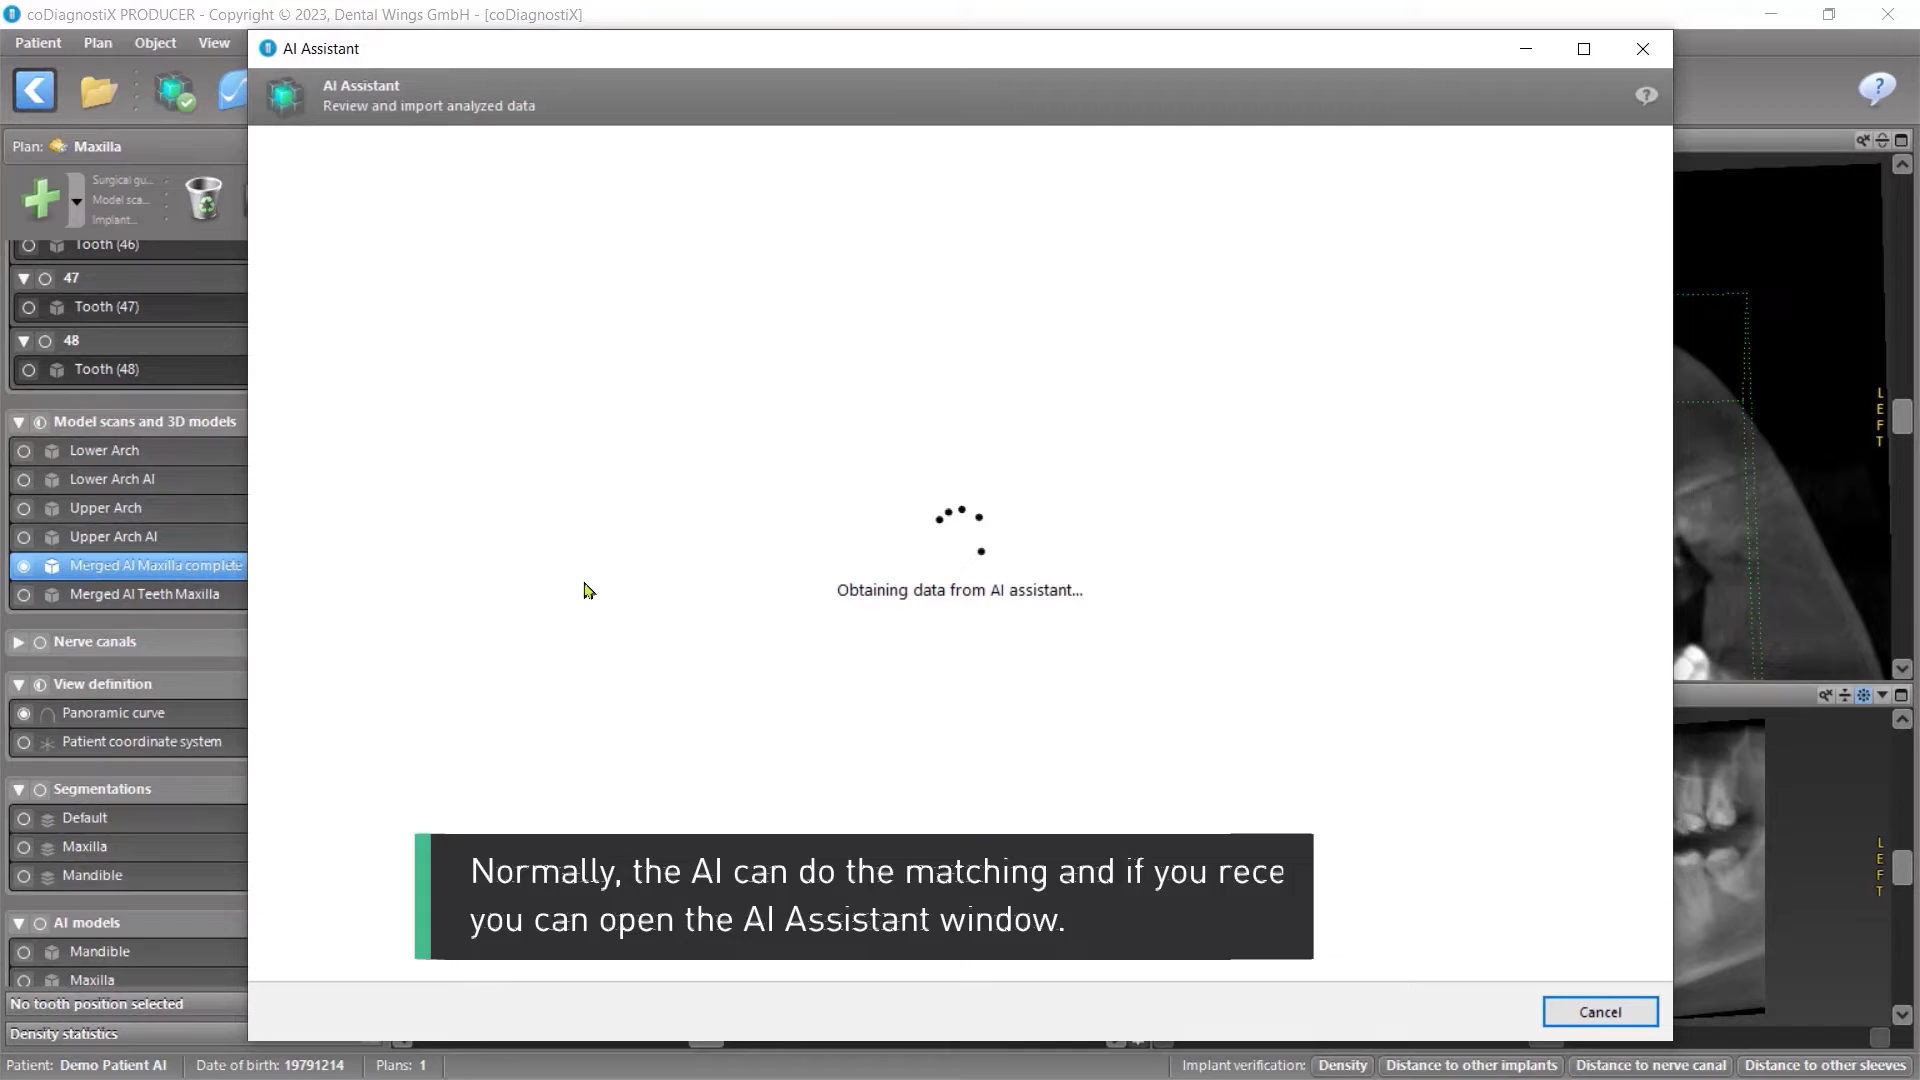 coDiagnostiX PRODUCER - Copyright © 2023, Dental Wings GmbH - [coDiagnostiX]
Patient Plan Object View
AI Assistant
AI Assistant
Review and import analyzed data
Plan: Maxilla
Surgical gu...
Model sca...
Implant...
Tooth (46)
47
Tooth (47)
48
Tooth (48)
Model scans and 3D models
Lower Arch
Lower Arch AI
Upper Arch
Upper Arch AI
Merged AI Maxilla complete
Merged AI Teeth Maxilla
Nerve canals
View definition
Panoramic curve
Patient coordinate system
Segmentations
Default
Maxilla
Mandible
AI models
Mandible
Maxilla
No tooth position selected
Density statistics
Obtaining data from AI assistant...
Normally, the AI can do the matching and if you rece
you can open the AI Assistant window.
Cancel
LEFT
LEFT
Patient: Demo Patient AI Date of birth: 19791214 Plans: 1 Implant verification: Density Distance to other implants Distance to nerve canal Distance to other sleeves